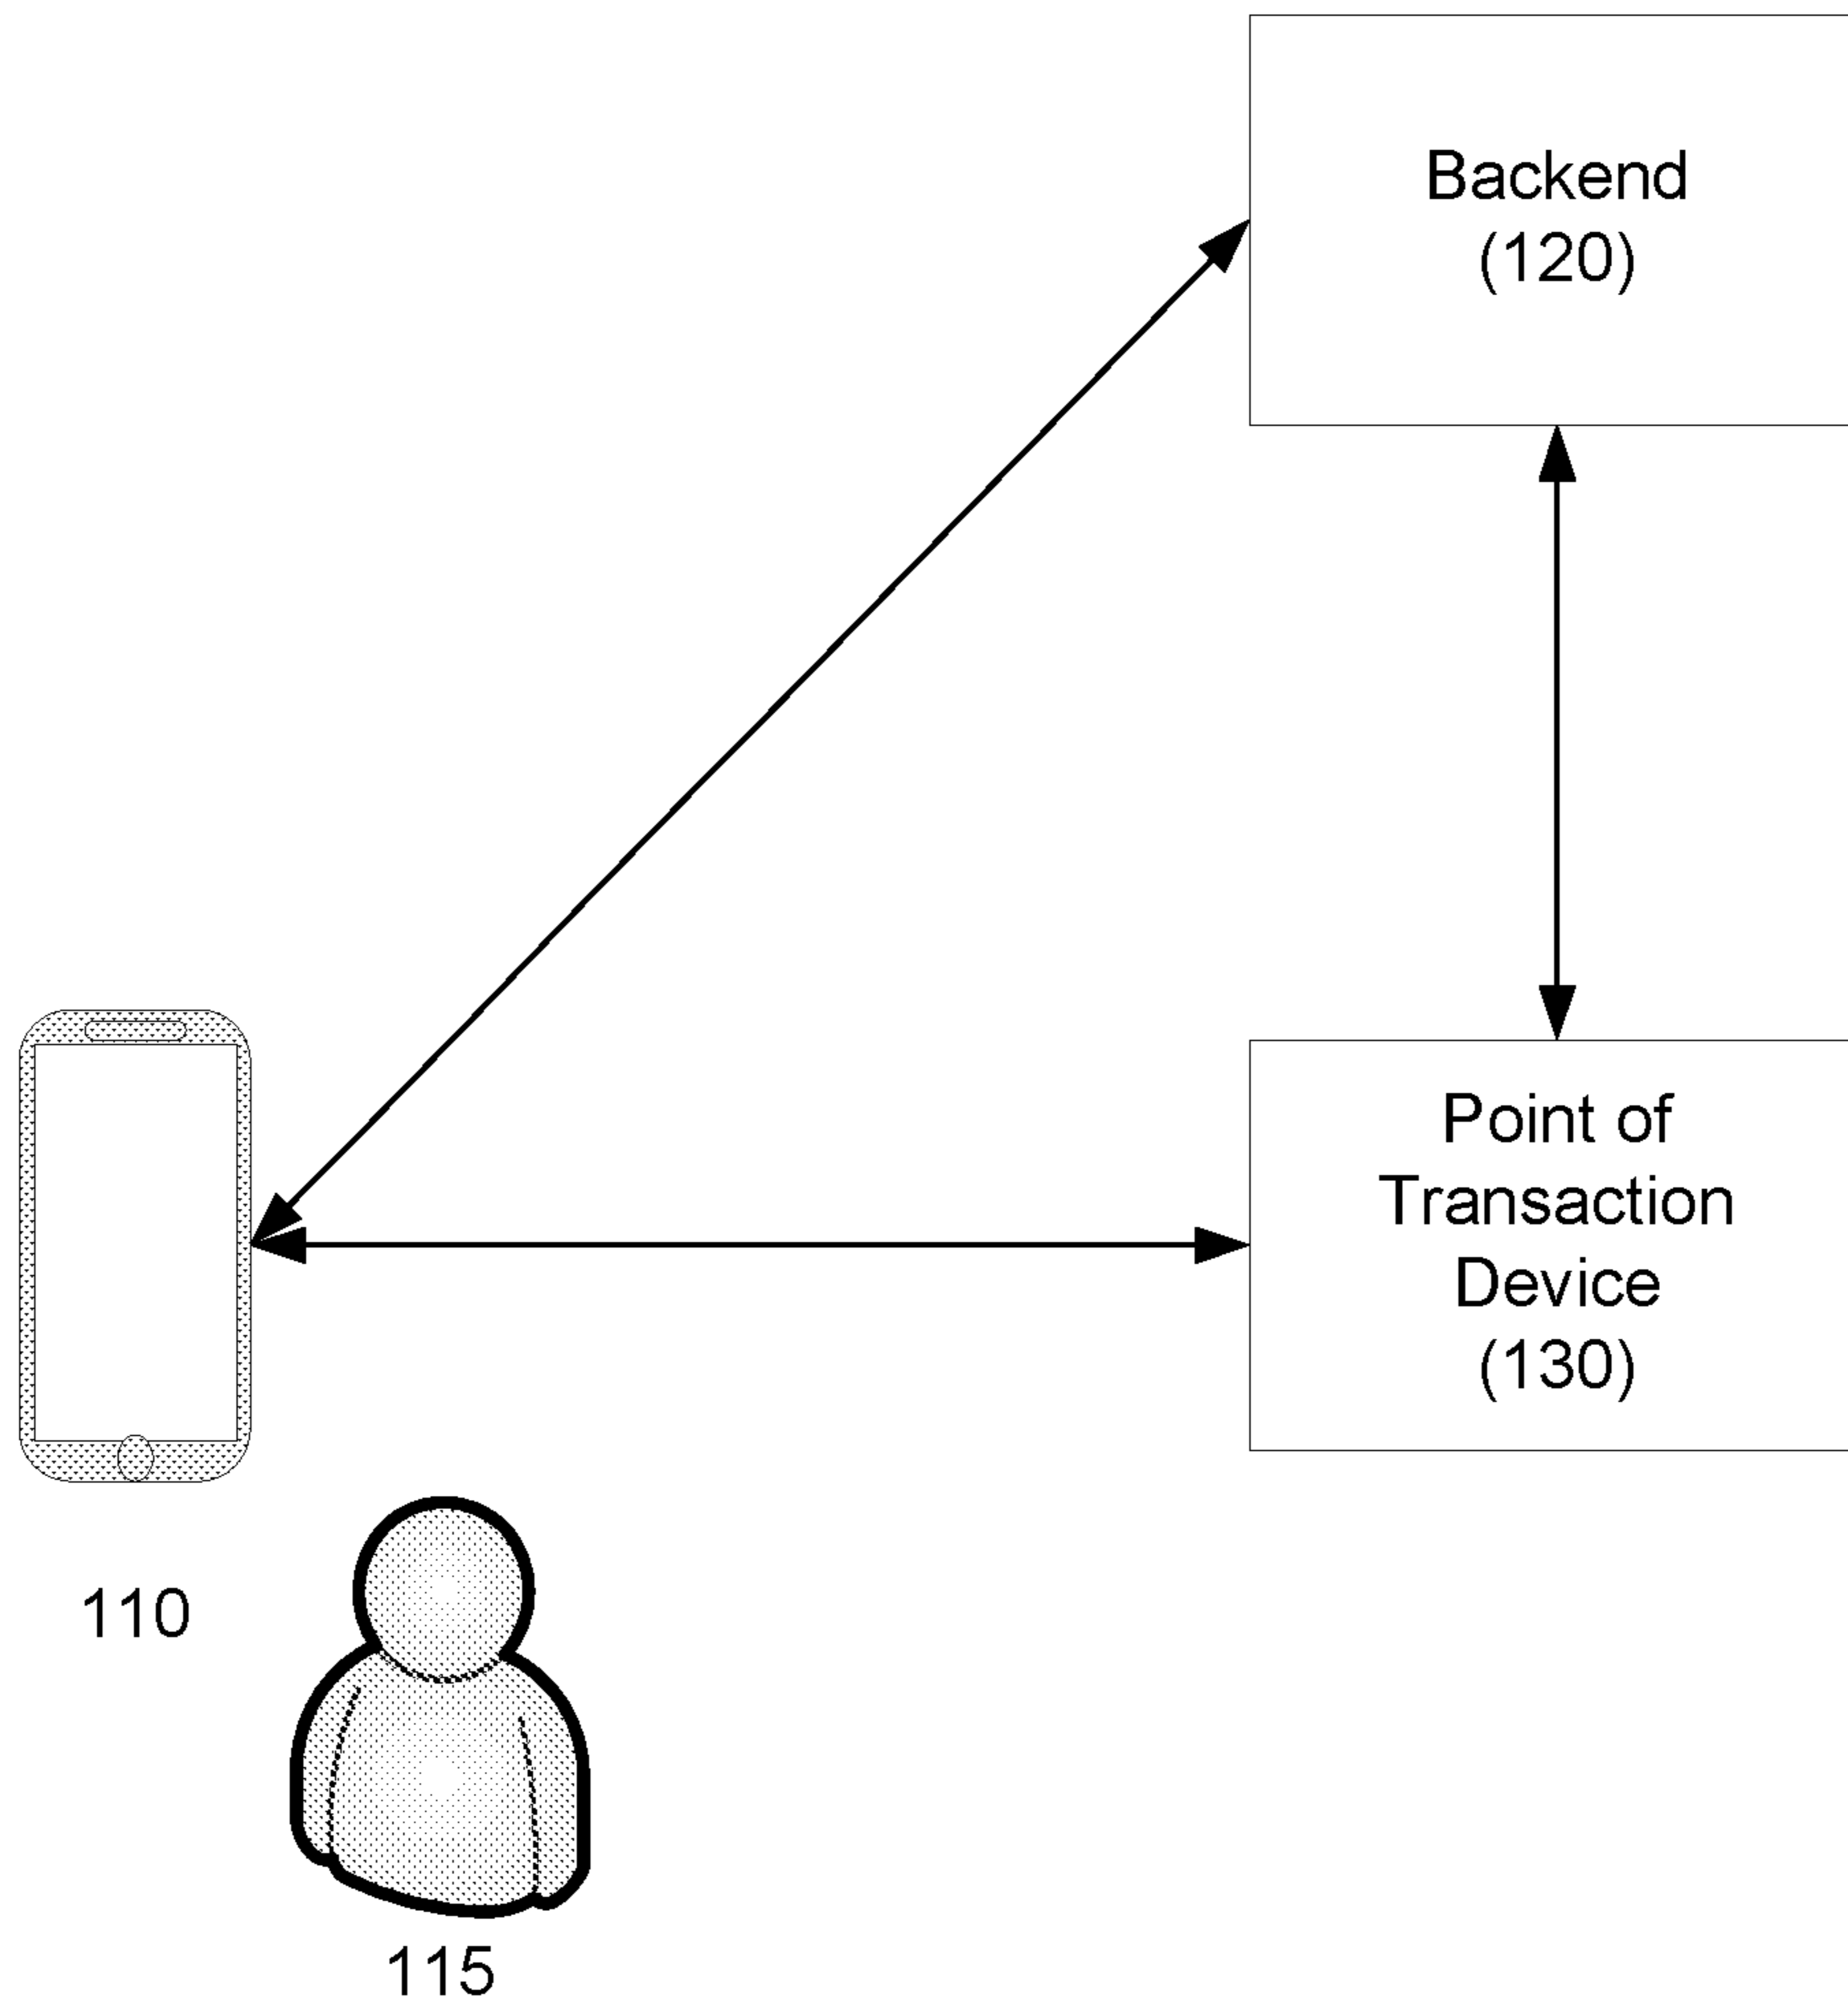 Backend
(120)
Point of
Transaction
Device
(130)
110
115